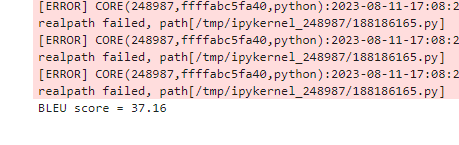 [ERROR] CORE(248987,ffffabc5fa40,python):2023-08-11-17:08:2
realpath failed, path[/tmp/ipykernel_248987/188186165.py]
[ERROR] CORE(248987,ffffabc5fa40,python):2023-08-11-17:08:2
realpath failed, path[/tmp/ipykernel_248987/188186165.py]
[ERROR] CORE(248987,ffffabc5fa40,python):2023-08-11-17:08:2
realpath failed, path[/tmp/ipykernel_248987/188186165.py]
BLEU score = 37.16